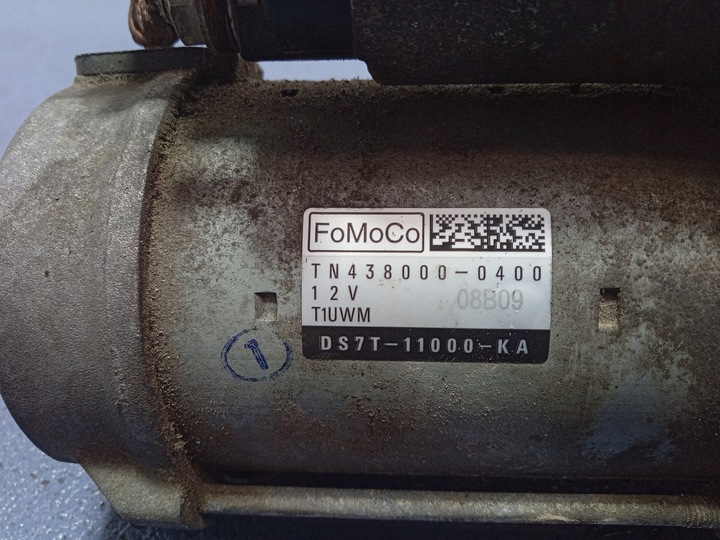 FoMoCo
TN438000-0400
12V
08B09
T1UWM
DS7T-11000-KA
1